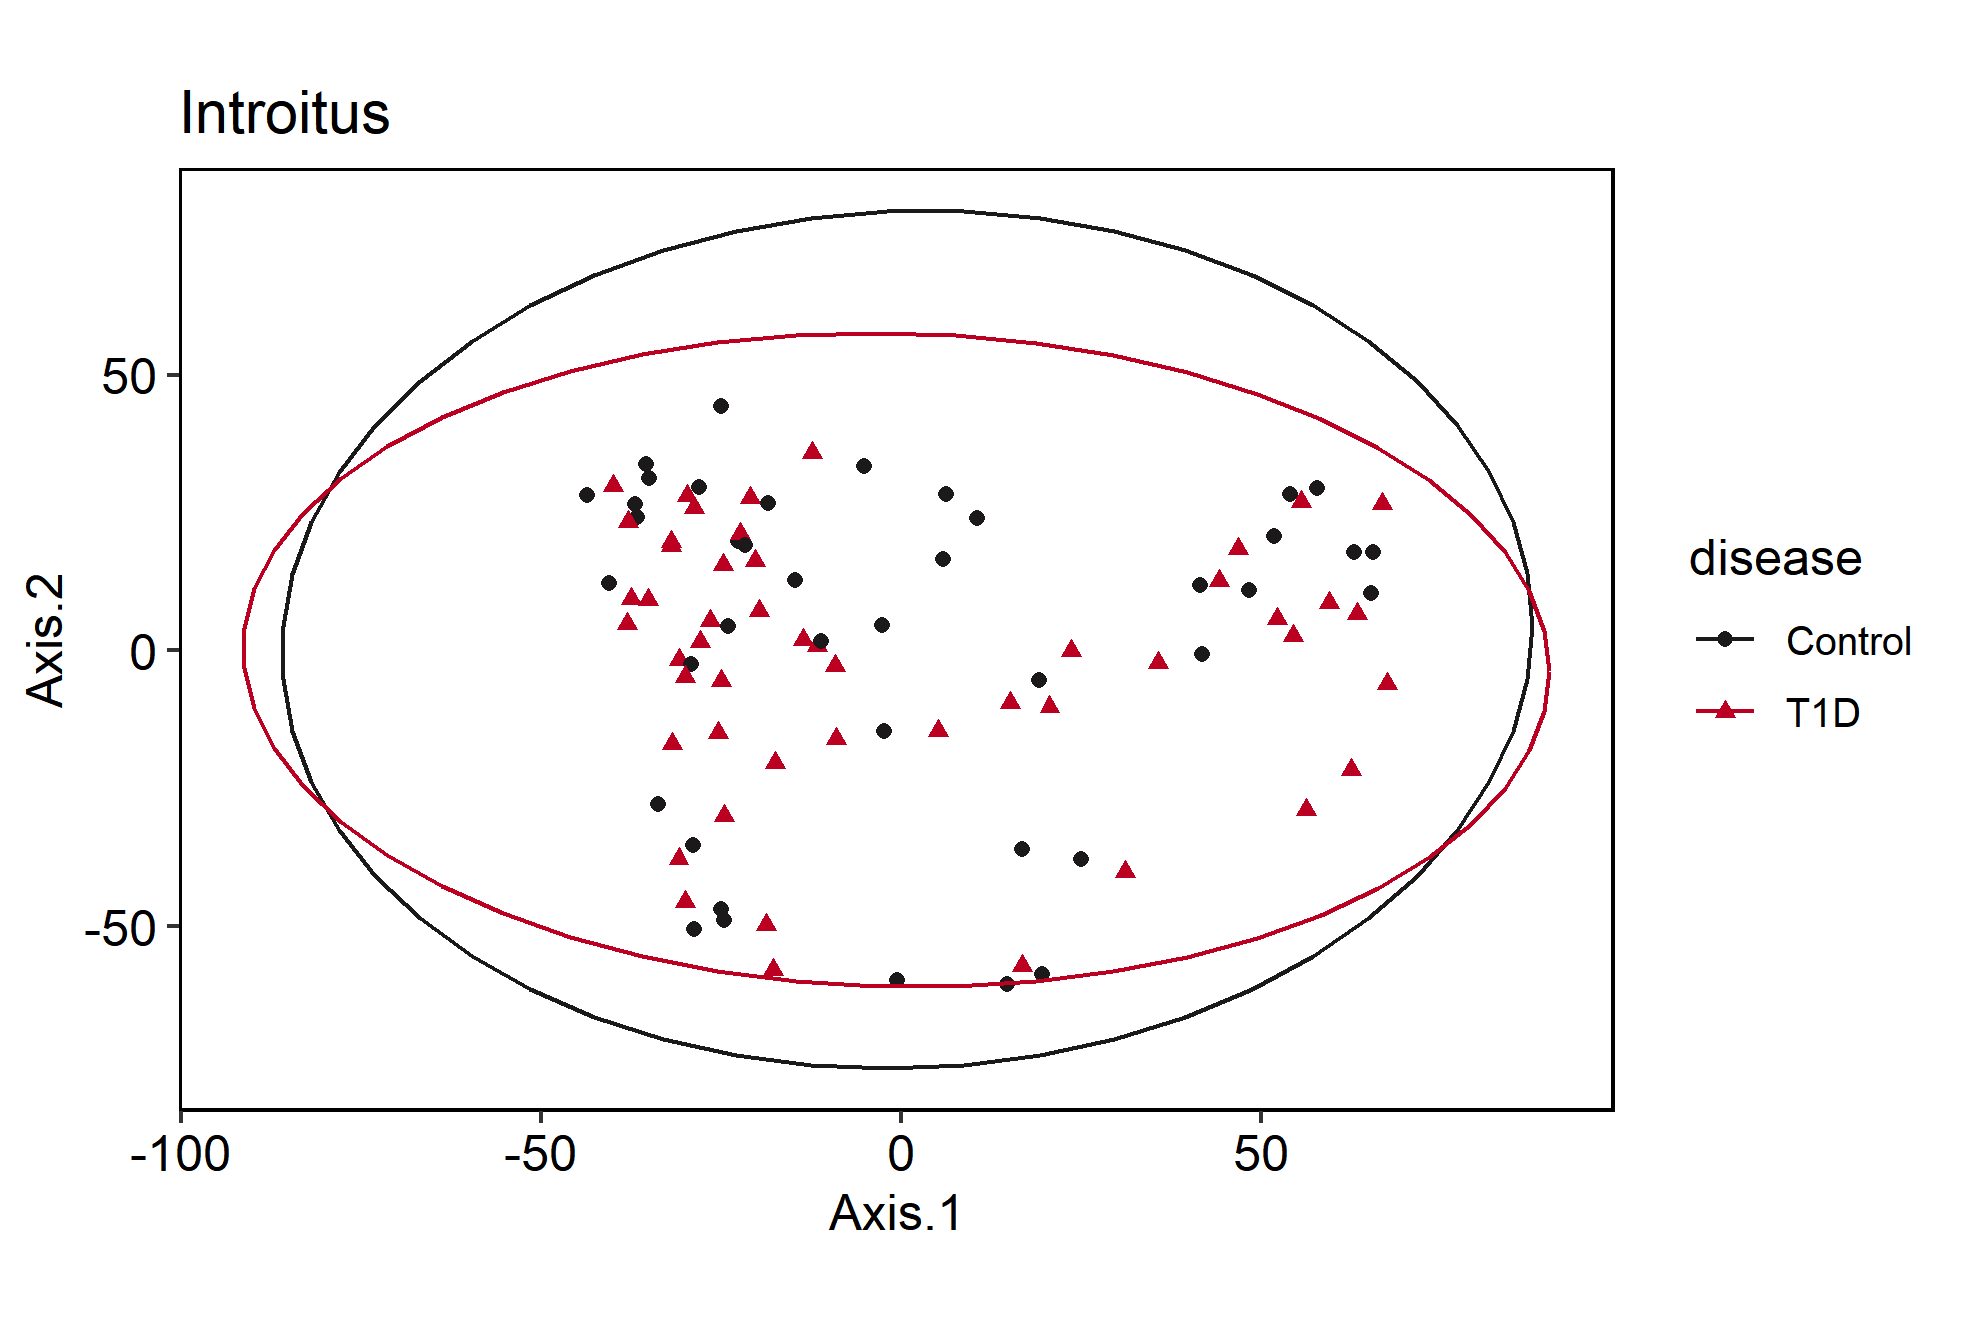 Introitus
Axis.2
50
0
-50
-100
-50
0
50
Axis.1
disease
Control
T1D